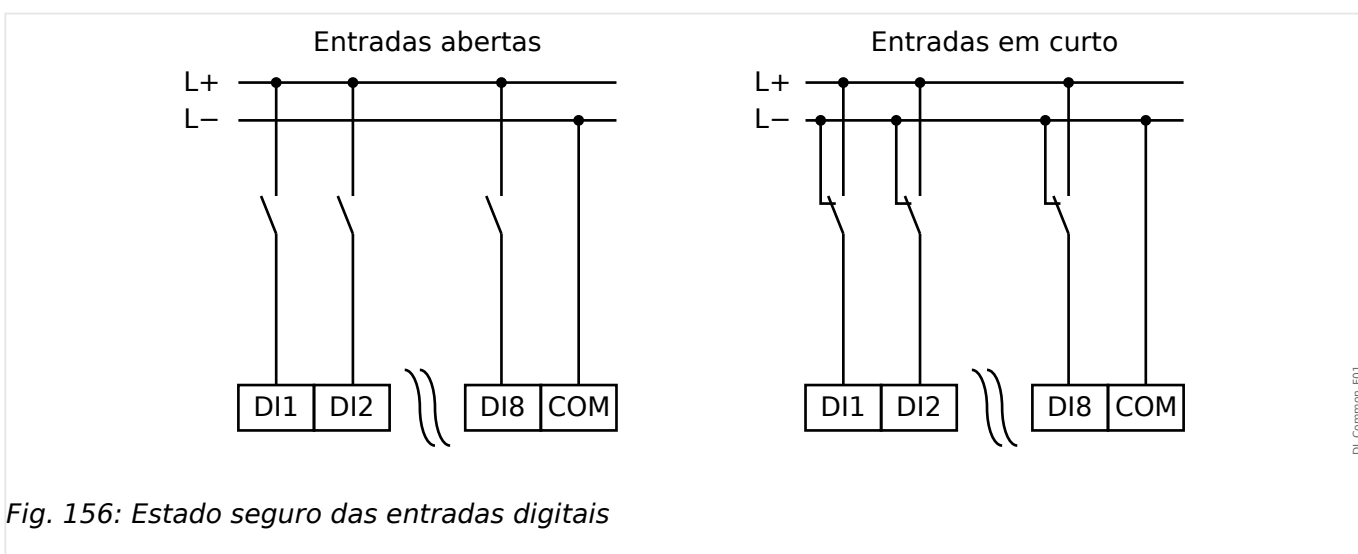 Entradas abertas
L+
L−
DI1 DI2 DI8 COM
Entradas em curto
L+
L−
DI1 DI2 DI8 COM
DI_Common_E01
Fig. 156: Estado seguro das entradas digitais